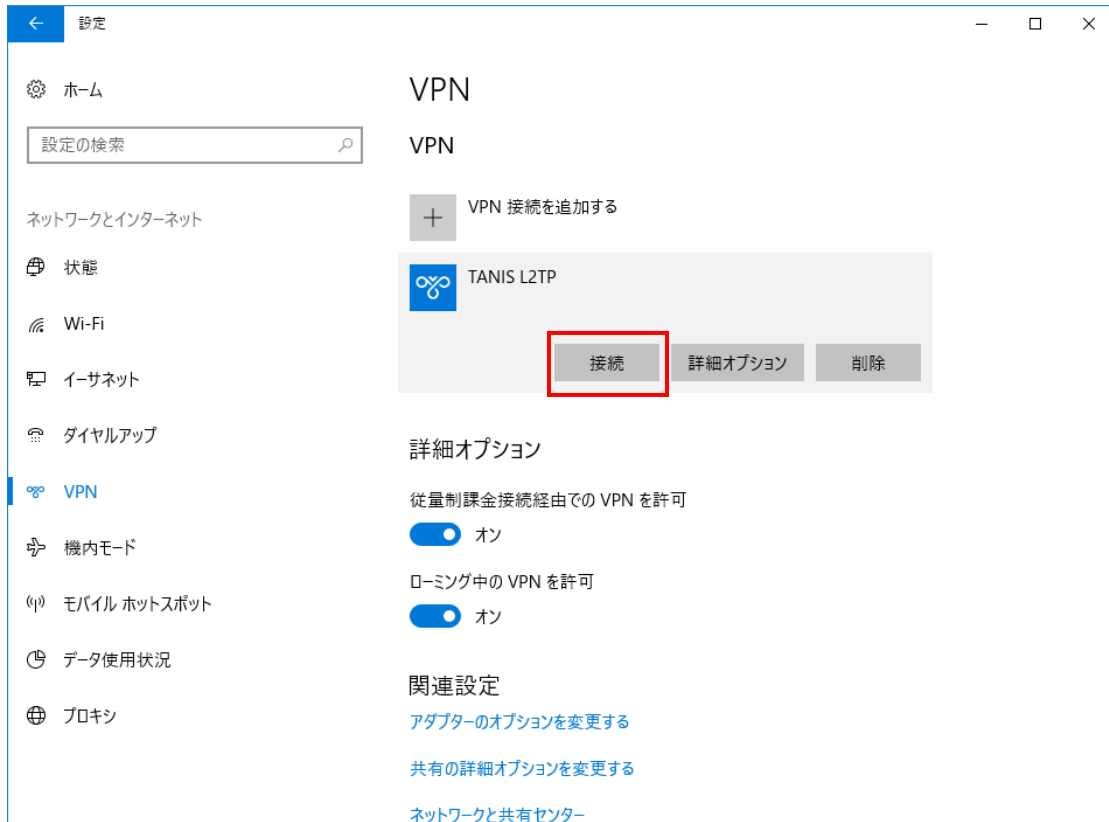 設定
ホーム
設定の検索
ネットワークとインターネット
状態
Wi-Fi
イーサネット
ダイヤルアップ
VPN
機内モード
モバイル ホットスポット
データ使用状況
プロキシ
VPN
VPN
VPN 接続を追加する
TANIS L2TP
接続 詳細オプション 削除
詳細オプション
従量制課金接続経由での VPN を許可
オン
ローミング中の VPN を許可
オン
関連設定
アダプターのオプションを変更する
共有の詳細オプションを変更する
ネットワークと共有センター